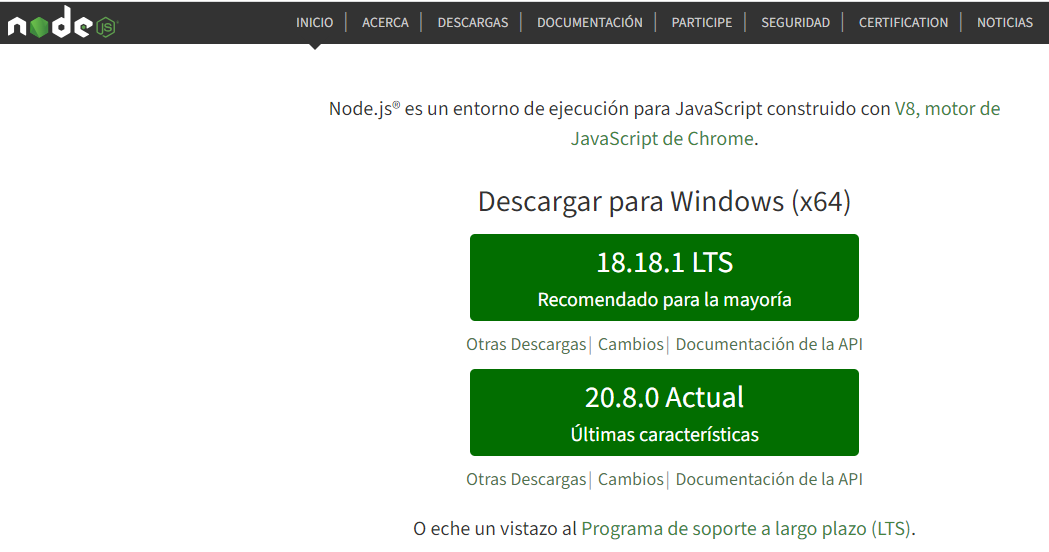 node JS
INICIO | ACERCA | DESCARGAS | DOCUMENTACIÓN | PARTICIPE | SEGURIDAD | CERTIFICATION | NOTICIAS
Node.js® es un entorno de ejecución para JavaScript construido con V8, motor de
JavaScript de Chrome.
Descargar para Windows (x64)
18.18.1 LTS
Recomendado para la mayoría
Otras Descargas| Cambios| Documentación de la API
20.8.0 Actual
Últimas características
Otras Descargas| Cambios| Documentación de la API
O eche un vistazo al Programa de soporte a largo plazo (LTS).